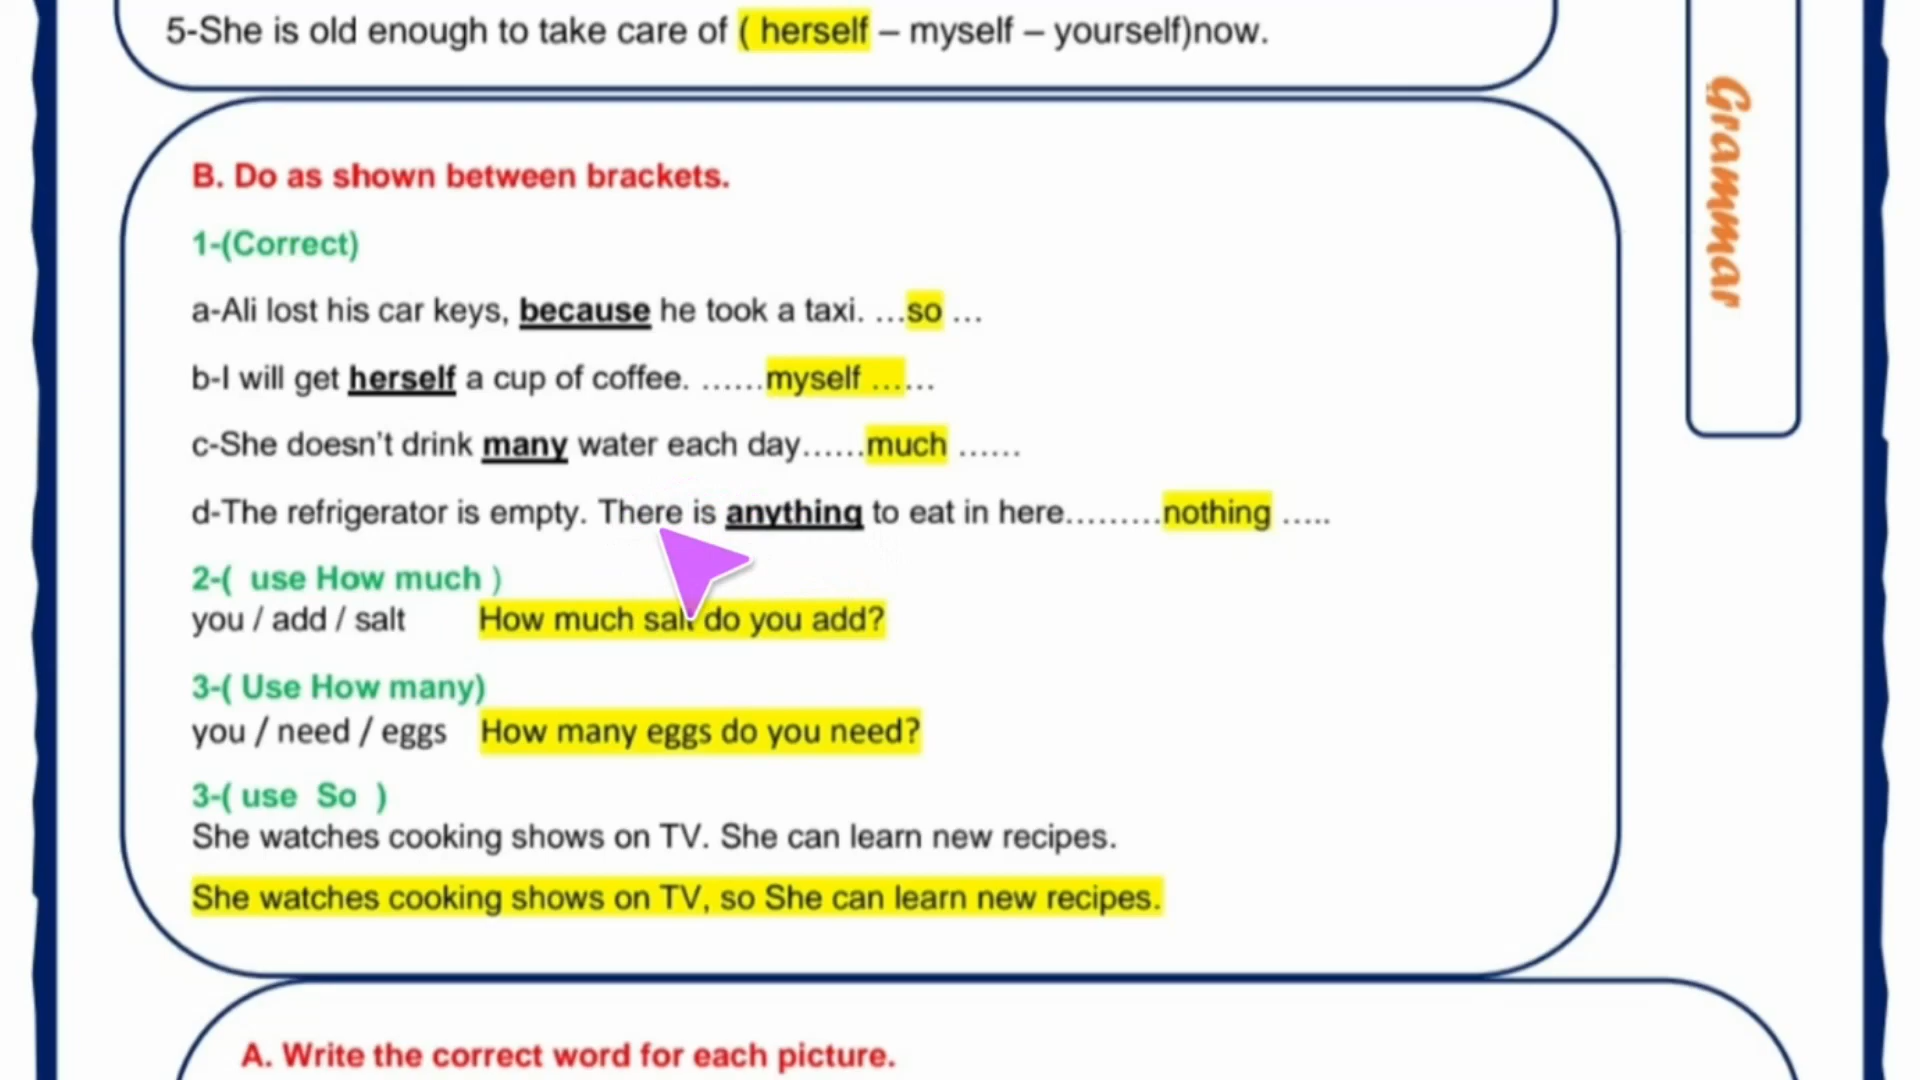 5-She is old enough to take care of ( herself – myself – yourself)now.
Grammar
B. Do as shown between brackets.
1-(Correct)
a-Ali lost his car keys, because he took a taxi. …so …
b-I will get herself a cup of coffee. ……myself ……
c-She doesn’t drink many water each day……much ……
d-The refrigerator is empty. There is anything to eat in here………nothing …..
2-( use How much )
you / add / salt How much salt do you add?
3-( Use How many)
you / need / eggs How many eggs do you need?
3-( use So )
She watches cooking shows on TV. She can learn new recipes.
She watches cooking shows on TV, so She can learn new recipes.
A. Write the correct word for each picture.